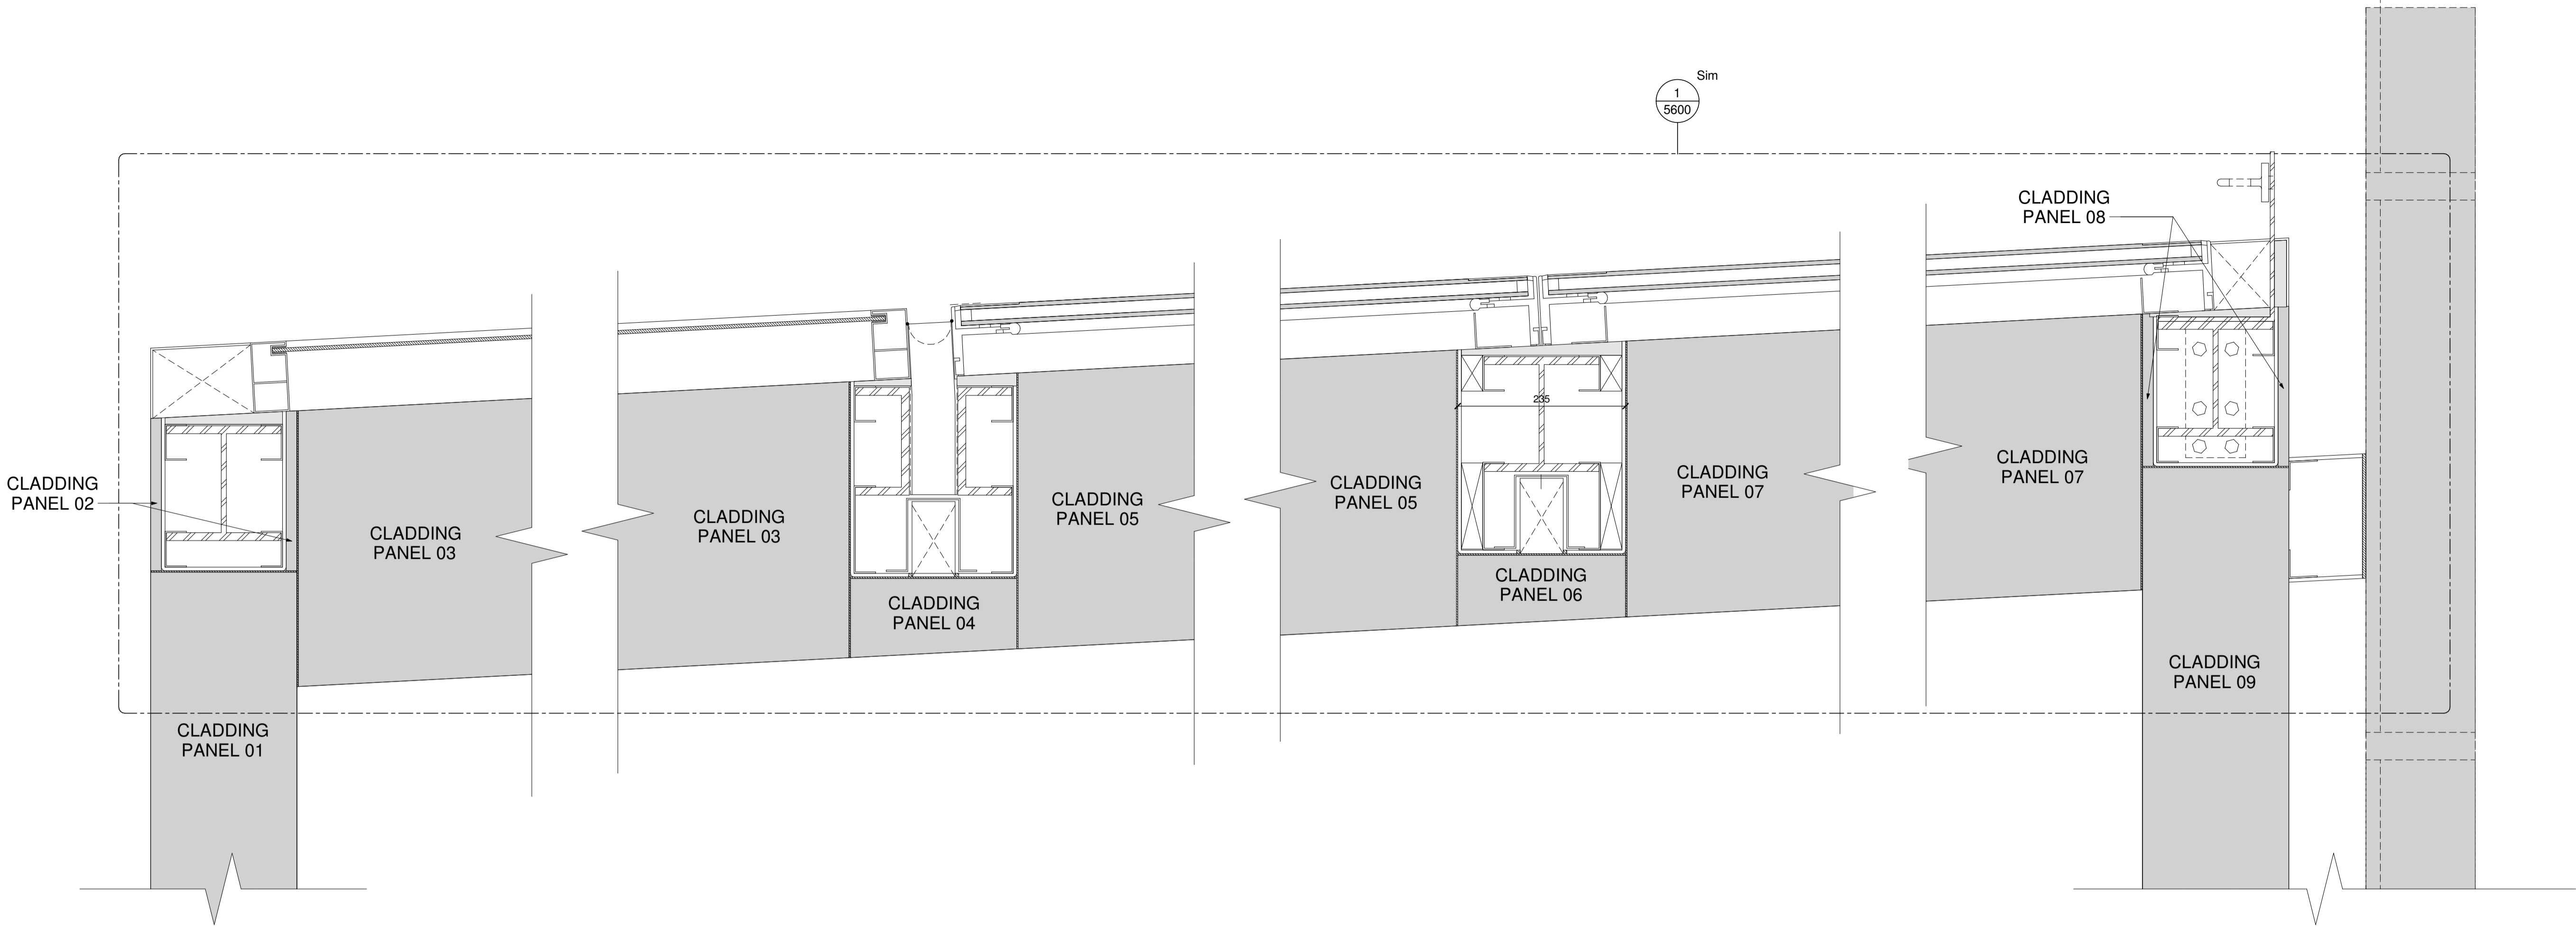 Sim
1
5600
CLADDING
PANEL 08
235
CLADDING
PANEL 02
CLADDING
PANEL 03
CLADDING
PANEL 03
CLADDING
PANEL 05
CLADDING
PANEL 05
CLADDING
PANEL 07
CLADDING
PANEL 07
CLADDING
PANEL 04
CLADDING
PANEL 06
CLADDING
PANEL 09
CLADDING
PANEL 01